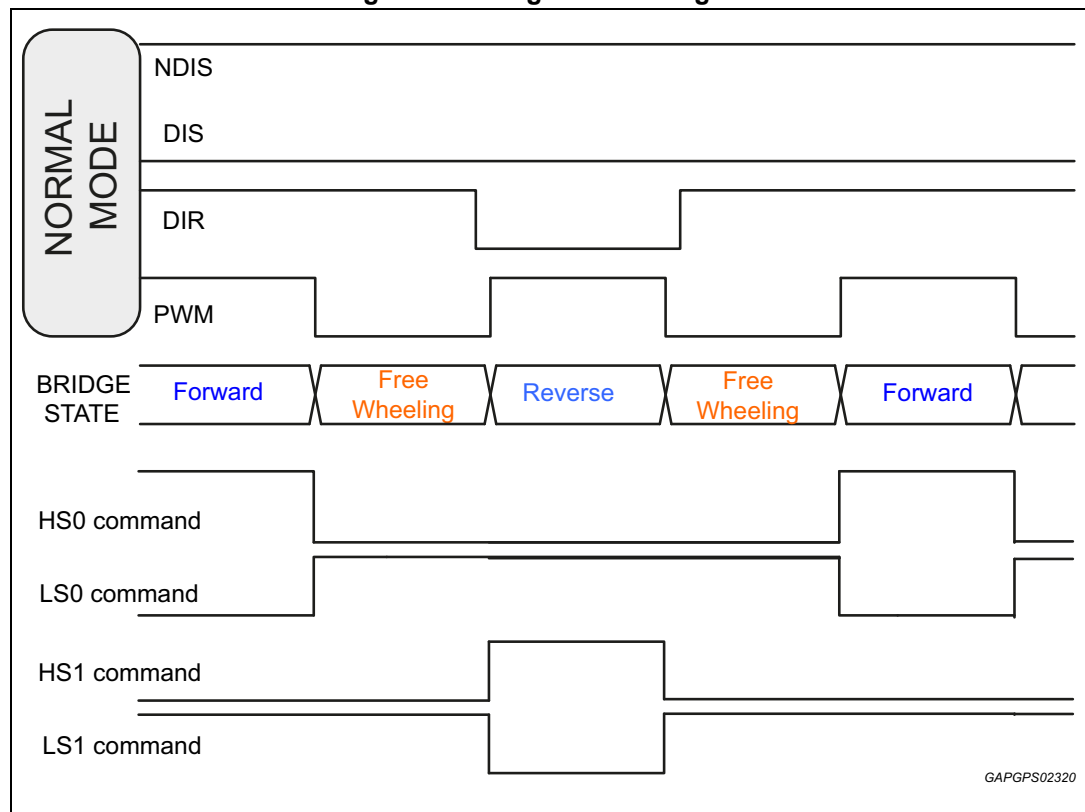 NORMAL
MODE
NDIS
DIS
DIR
PWM
BRIDGE
STATE
Forward
Free
Wheeling
Reverse
Free
Wheeling
Forward
HS0 command
LS0 command
HS1 command
LS1 command
GAPGPS02320